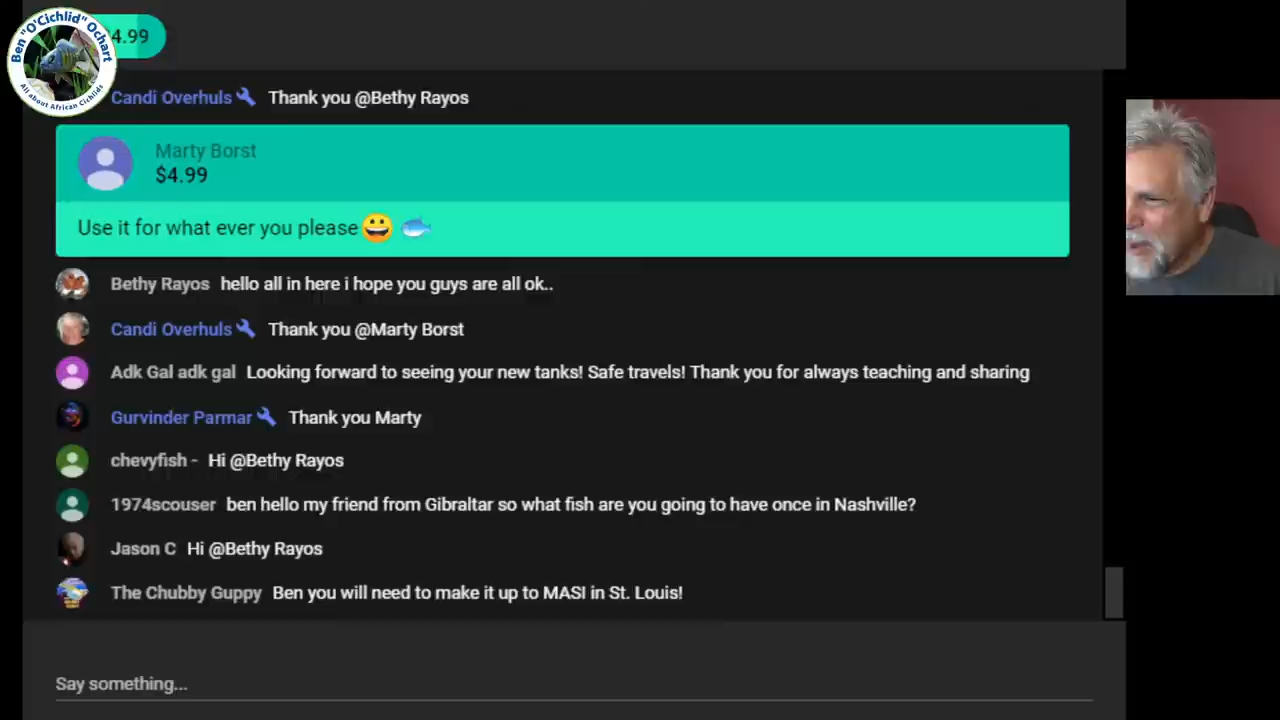 Ben "O'Cichlid" Ochart
All about African Cichlids
4.99
Candi Overhuls Thank you @Bethy Rayos
Marty Borst
$4.99
Use it for what ever you please😀 🐟
Bethy Rayos hello all in here i hope you guys are all ok..
Candi Overhuls Thank you @Marty Borst
Adk Gal adk gal Looking forward to seeing your new tanks! Safe travels! Thank you for always teaching and sharing
Gurvinder Parmar Thank you Marty
chevyfish - Hi @Bethy Rayos
1974scouser ben hello my friend from Gibraltar so what fish are you going to have once in Nashville?
Jason C Hi @Bethy Rayos
The Chubby Guppy Ben you will need to make it up to MASI in St. Louis!
Say something...